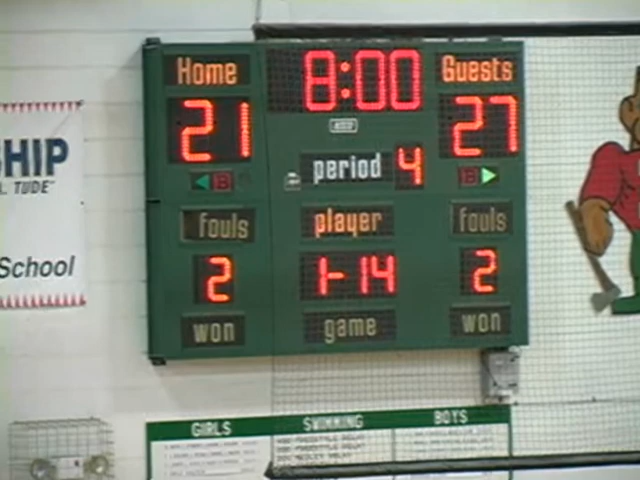 Home 8:00 Guests
21 27
period 4
B B
fouls player fouls
2 1-14 2
won game won
SHIP
TUDE"
School
GIRLS SWIMMING BOYS